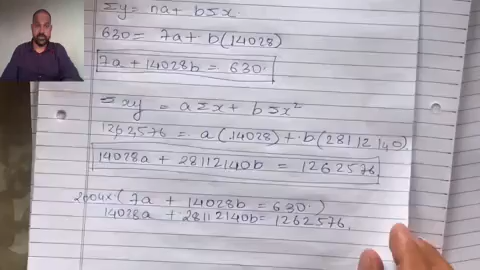 Σy = na + bΣx.
630 = 7a + b(14028)
7a + 14028b = 630.
Σxy = aΣx + bΣx²
1262576 = a(14028) + b(28112140)
14028a + 28112140b = 1262576
2004x (7a + 14028b = 630.)
14028a + 28112140b = 1262576.